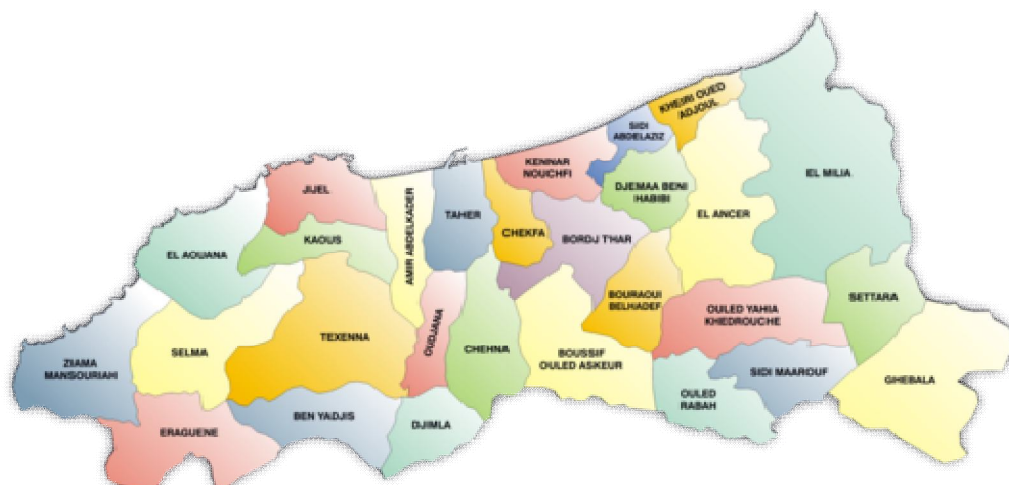 KHEIRI OUED
ADJOUL
SIDI
ABDELAZIZ
KENNAR
NOUCHFI
EL MILIA
JIJEL
DJEMAA BENI
HABIBI
AMIR ABDELKADER
TAHER
EL ANCER
CHEKFA
BORDJ T'HAR
KAOUS
EL AOUANA
BOURAOUI
BELHADEF
SETTARA
OULED YAHIA
KHEDROUCHE
TEXENNA
OUDJANA
CHEHNA
SELMA
BOUSSIF
OULED ASKEUR
ZIAMA
MANSOURIAH
SIDI MAAROUF
GHEBALA
OULED
RABAH
BEN YADJIS
DJIMLA
ERAGUENE